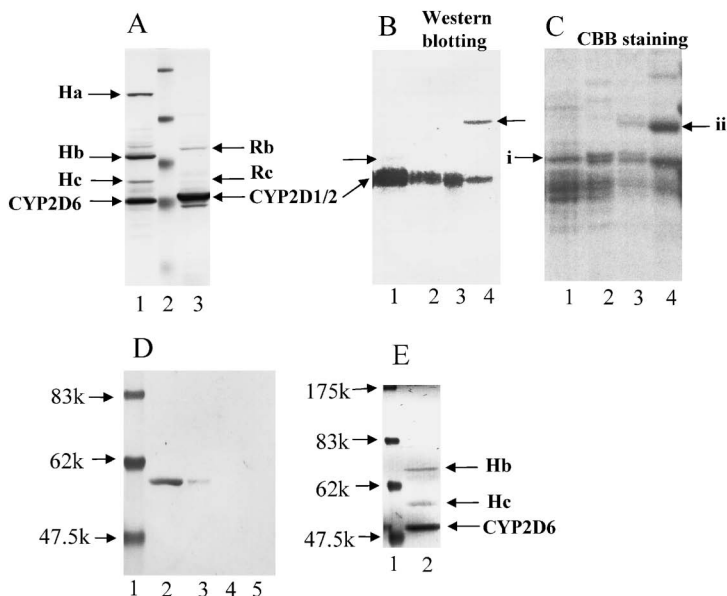 A
B
Western
blotting
C
CBB staining
Ha
Hb
Hc
CYP2D6
Rb
Rc
CYP2D1/2
1 2 3
1 2 3 4
i
ii
1 2 3 4
D
83k
62k
47.5k
1 2 3 4 5
E
175k
83k
62k
47.5k
Hb
Hc
CYP2D6
1 2